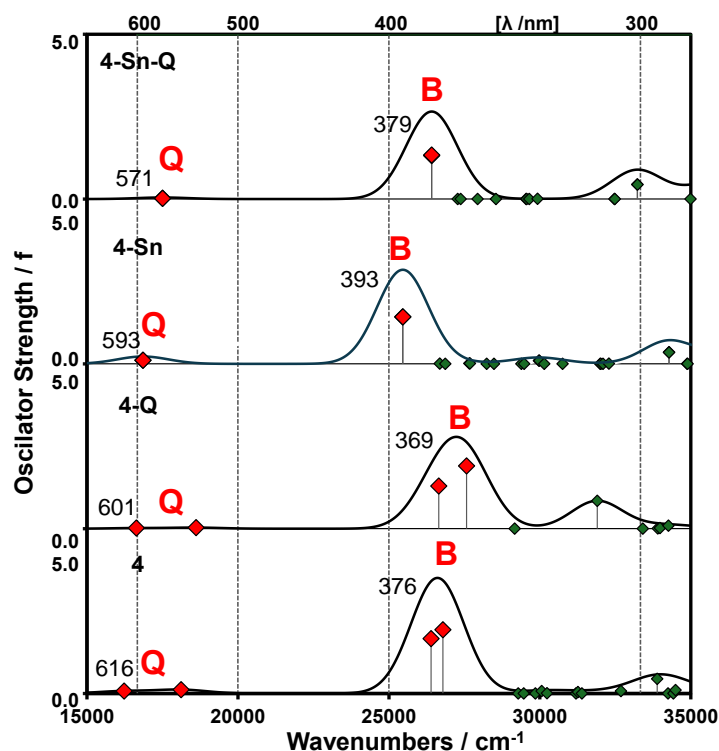 600 500 400 [λ /nm] 300
5.0
4-Sn-Q
B
379
Q
571
0.0
5.0
4-Sn
B
393
Q
593
0.0
5.0
4-Q
B
369
Q
601
0.0
5.0
4
B
376
Q
616
0.0
15000 20000 25000 30000 35000
Wavenumbers / cm-1
Oscilator Strength / f